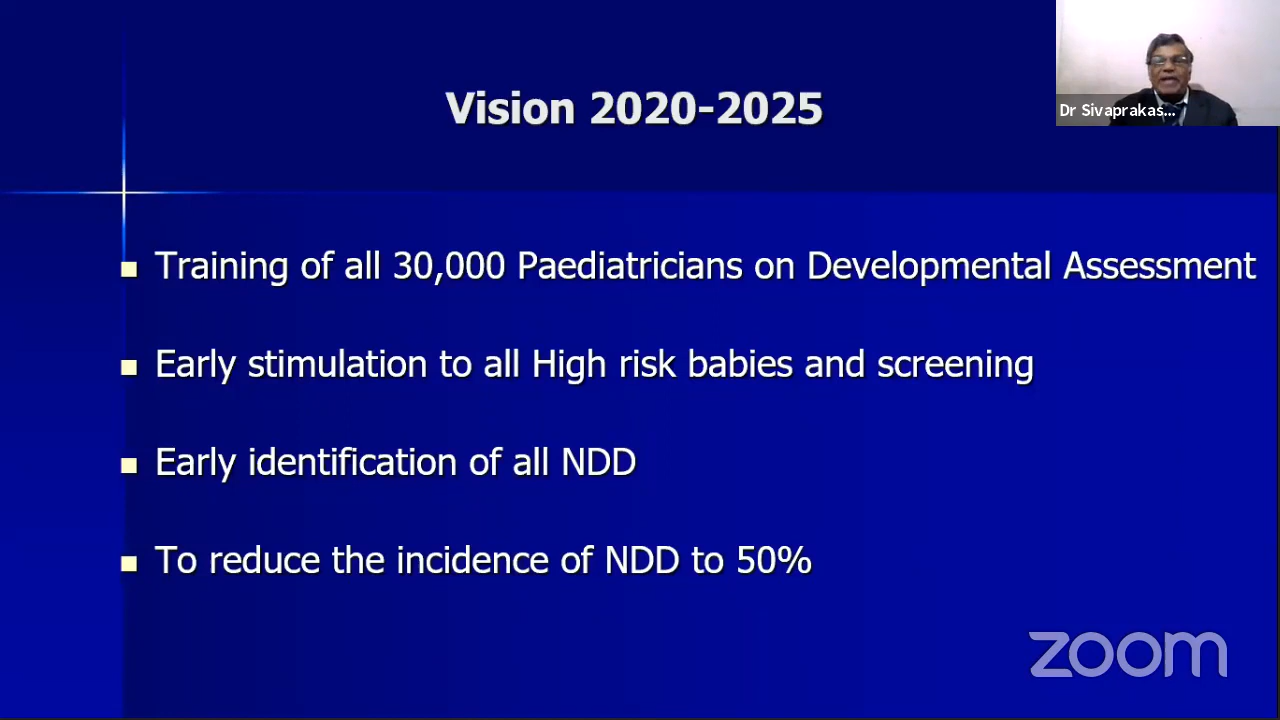 Vision 2020-2025
Dr Sivaprakas...
Training of all 30,000 Paediatricians on Developmental Assessment
Early stimulation to all High risk babies and screening
Early identification of all NDD
To reduce the incidence of NDD to 50%
zoom